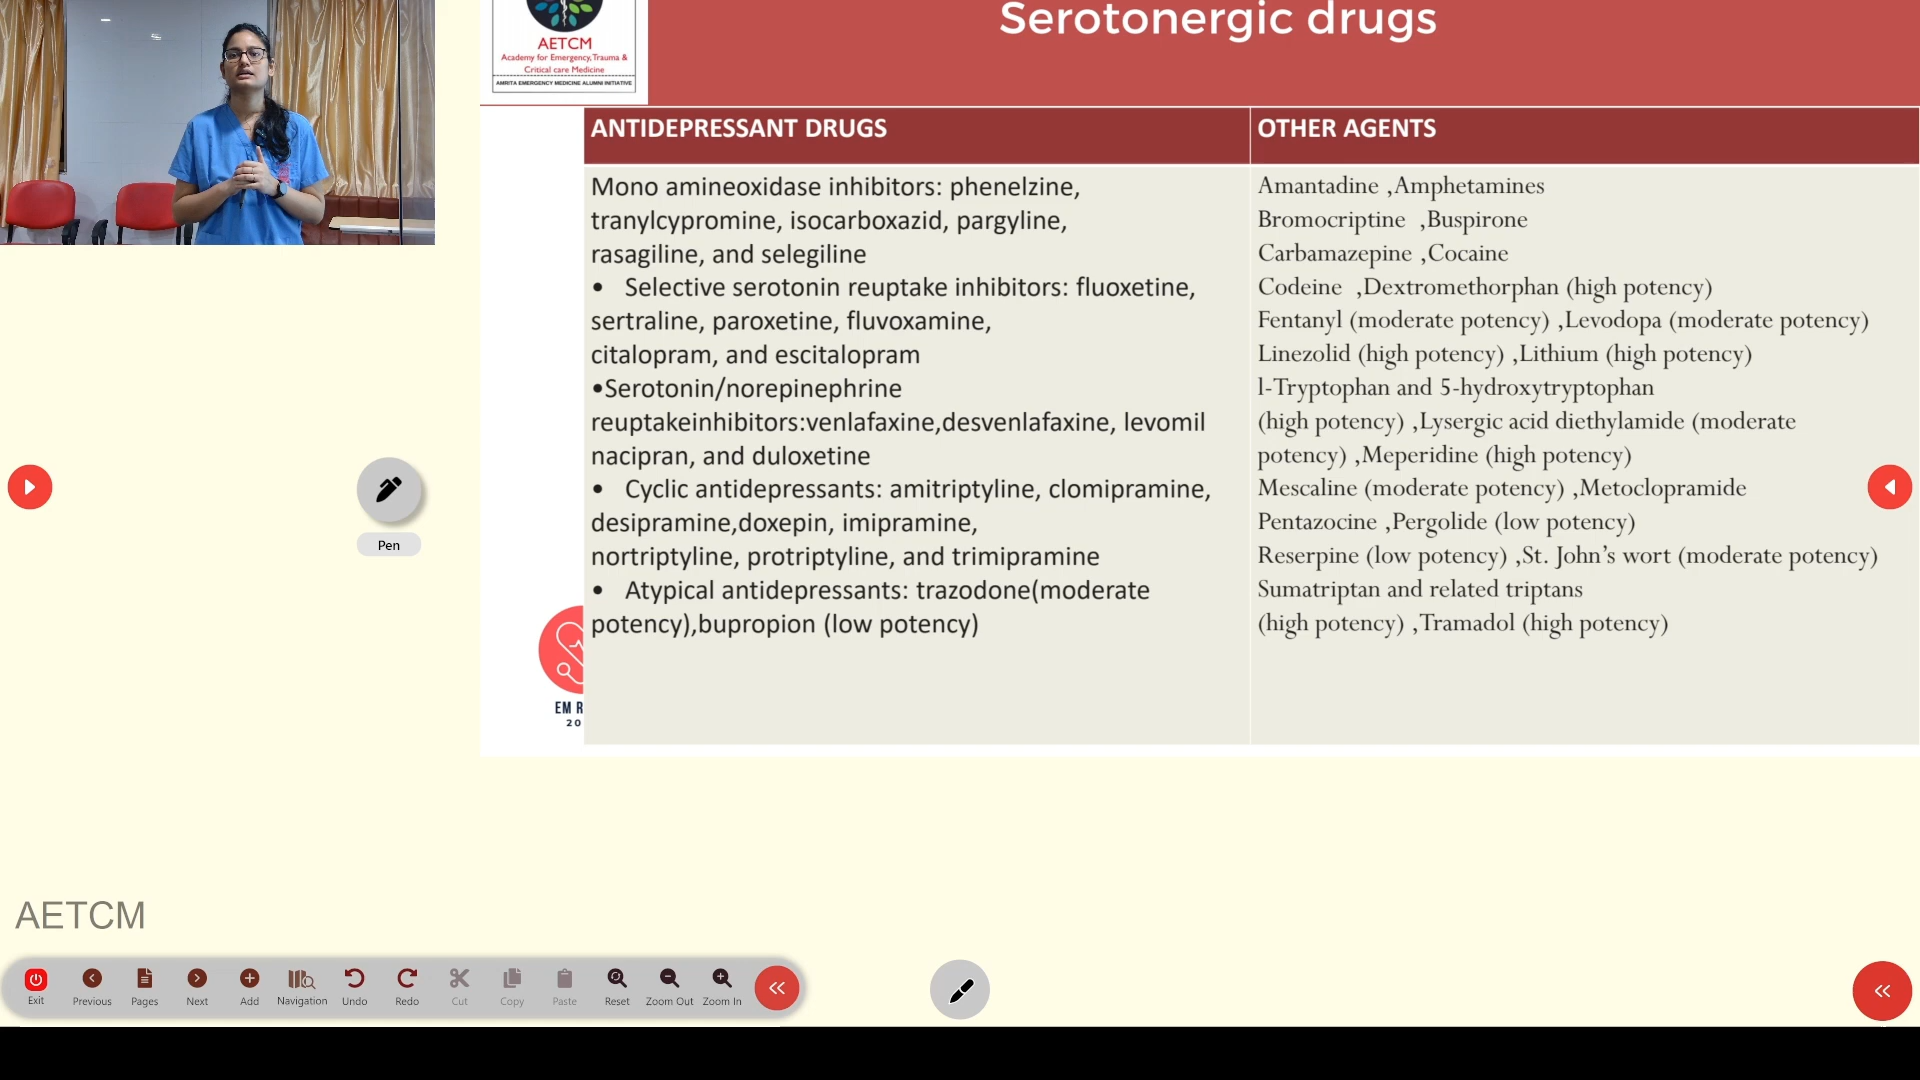 Serotonergic drugs
AETCM
Academy for Emergency, Trauma &
Critical care Medicine
AMRITA EMERGENCY MEDICINE ALUMNI INITIATIVE
ANTIDEPRESSANT DRUGS
Mono amineoxidase inhibitors: phenelzine,
tranylcypromine, isocarboxazid, pargyline,
rasagiline, and selegiline
• Selective serotonin reuptake inhibitors: fluoxetine,
sertraline, paroxetine, fluvoxamine,
citalopram, and escitalopram
•Serotonin/norepinephrine
reuptakeinhibitors:venlafaxine,desvenlafaxine, levomil
nacipran, and duloxetine
• Cyclic antidepressants: amitriptyline, clomipramine,
desipramine,doxepin, imipramine,
nortriptyline, protriptyline, and trimipramine
• Atypical antidepressants: trazodone(moderate
potency),bupropion (low potency)
OTHER AGENTS
Amantadine ,Amphetamines
Bromocriptine ,Buspirone
Carbamazepine ,Cocaine
Codeine ,Dextromethorphan (high potency)
Fentanyl (moderate potency) ,Levodopa (moderate potency)
Linezolid (high potency) ,Lithium (high potency)
l-Tryptophan and 5-hydroxytryptophan
(high potency) ,Lysergic acid diethylamide (moderate
potency) ,Meperidine (high potency)
Mescaline (moderate potency) ,Metoclopramide
Pentazocine ,Pergolide (low potency)
Reserpine (low potency) ,St. John’s wort (moderate potency)
Sumatriptan and related triptans
(high potency) ,Tramadol (high potency)
EM R
20
Pen
AETCM
Exit Previous Pages Next Add Navigation Undo Redo Cut Copy Paste Reset Zoom Out Zoom In